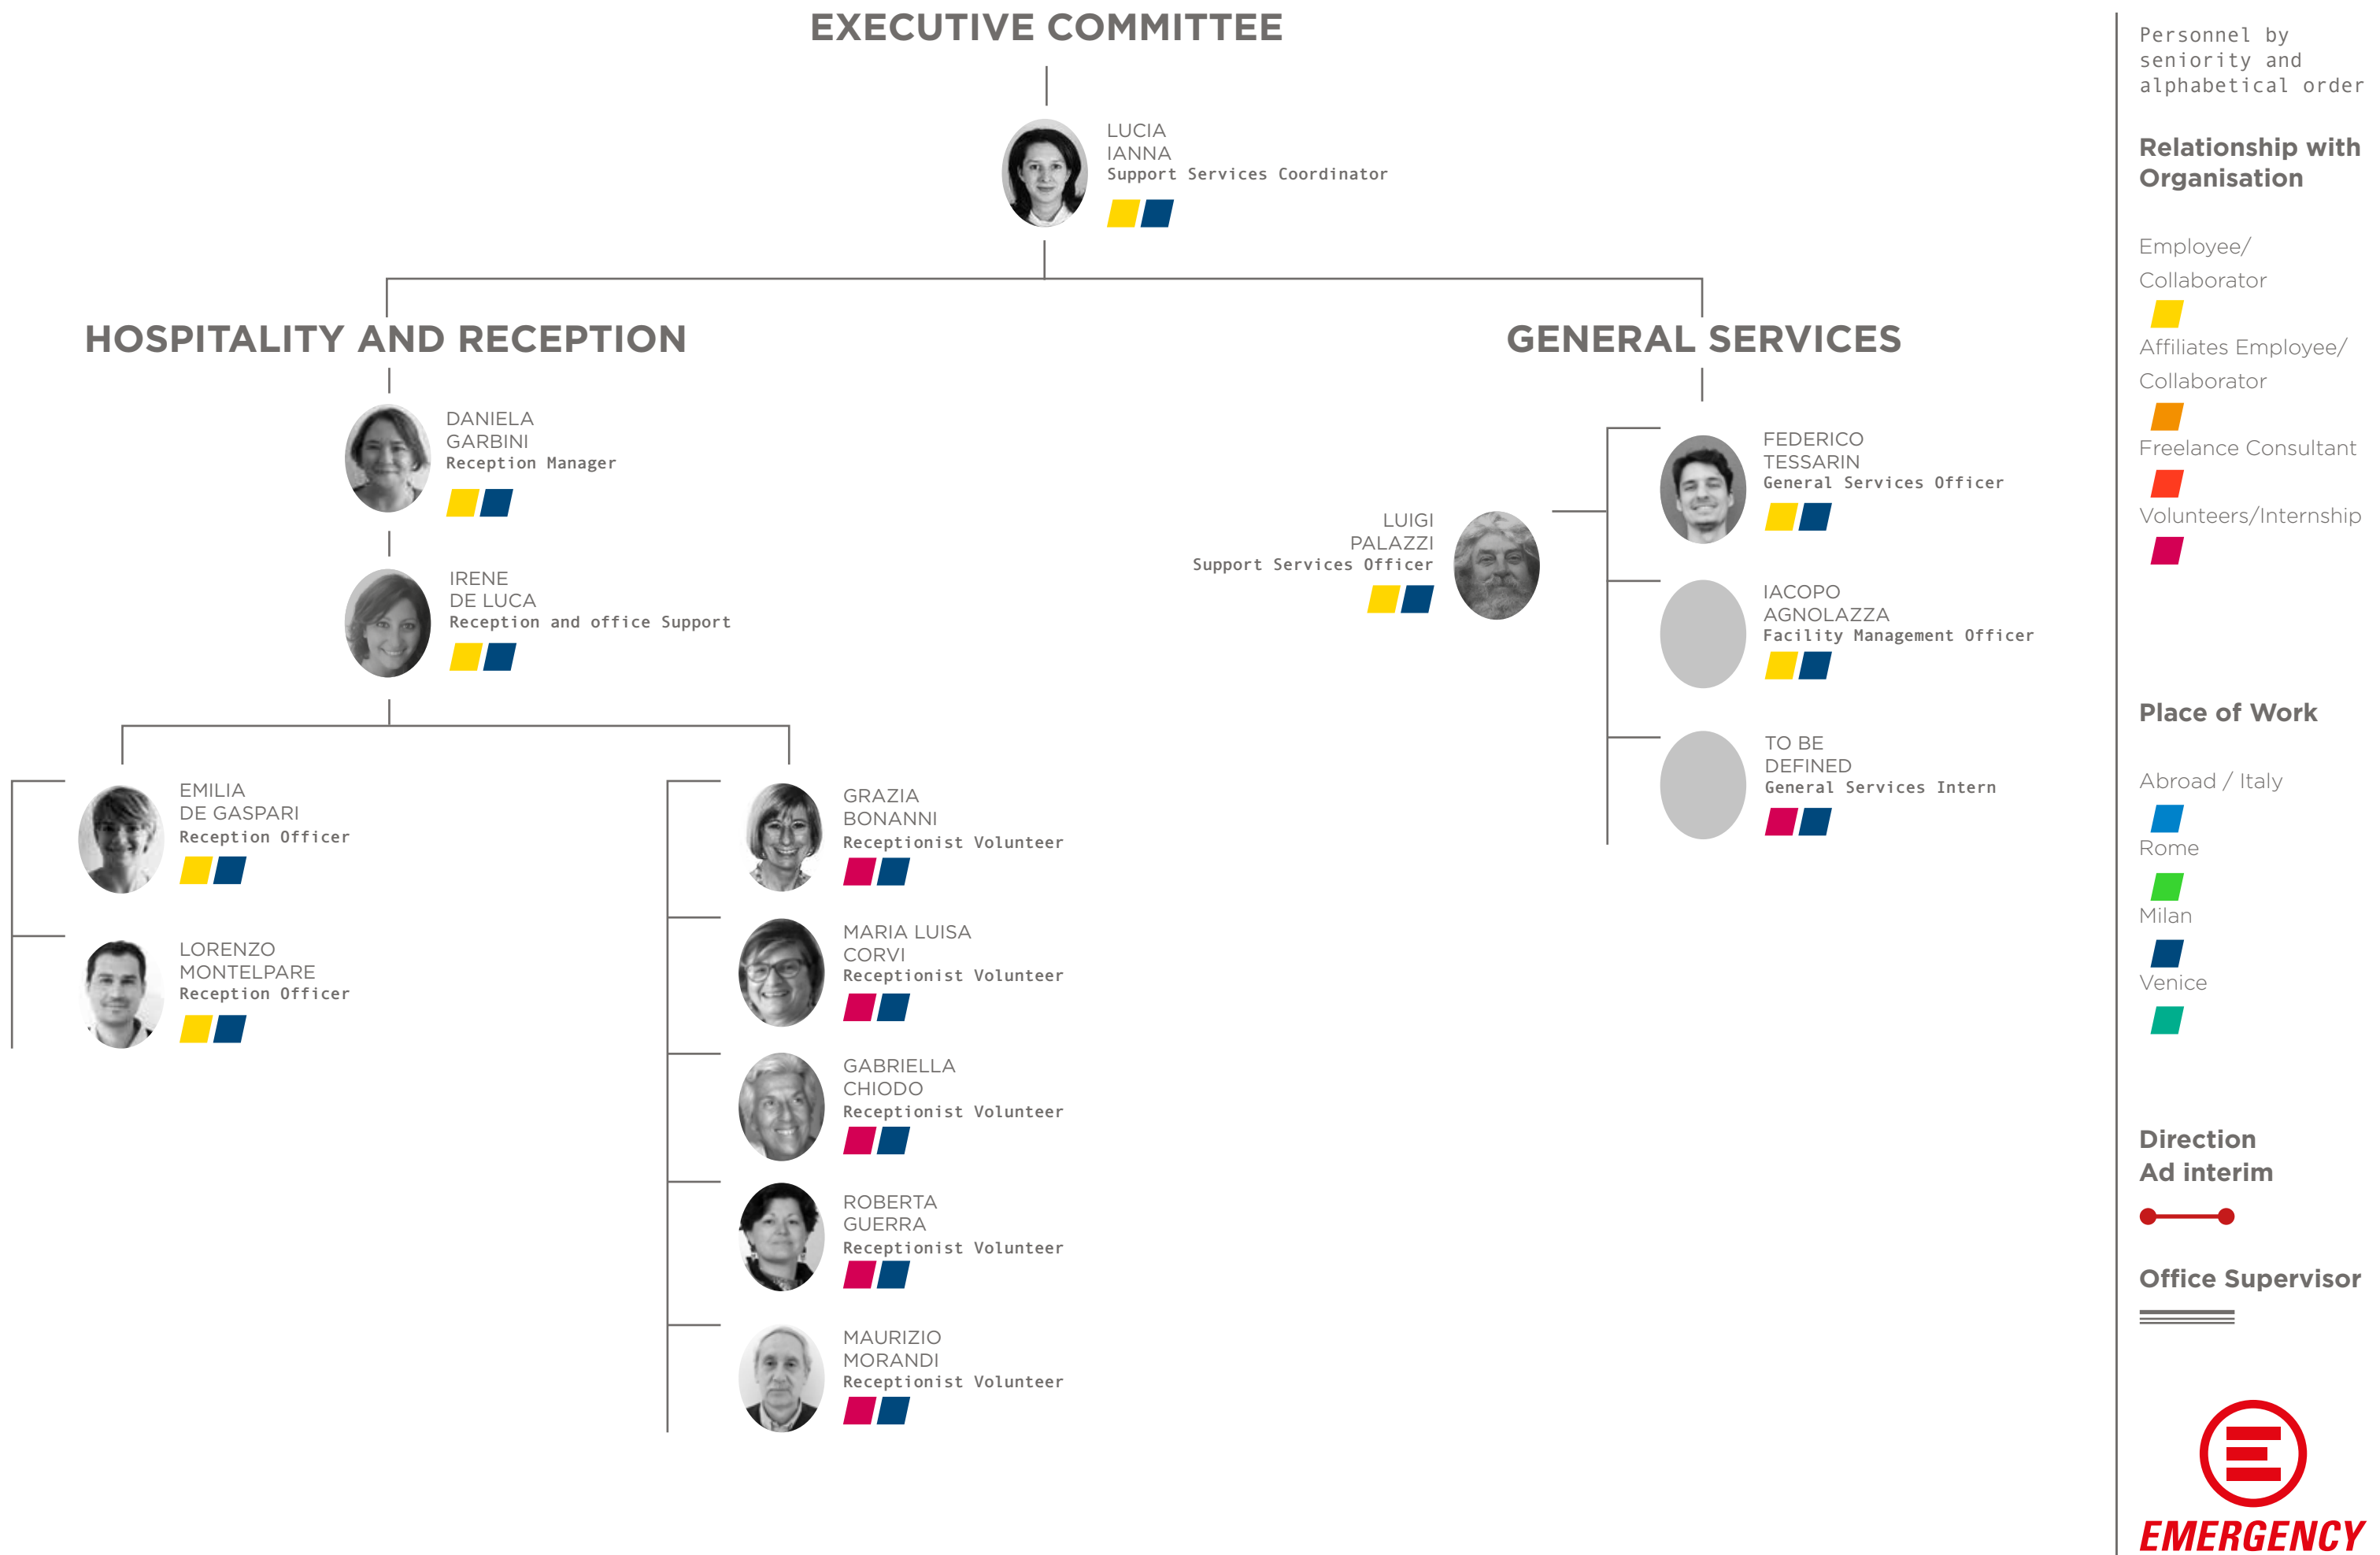 EXECUTIVE COMMITTEE
LUCIA
IANNA
Support Services Coordinator
HOSPITALITY AND RECEPTION
DANIELA
GARBINI
Reception Manager
IRENE
DE LUCA
Reception and office Support
EMILIA
DE GASPARI
Reception Officer
LORENZO
MONTELPARE
Reception Officer
GRAZIA
BONANNI
Receptionist Volunteer
MARIA LUISA
CORVI
Receptionist Volunteer
GABRIELLA
CHIODO
Receptionist Volunteer
ROBERTA
GUERRA
Receptionist Volunteer
MAURIZIO
MORANDI
Receptionist Volunteer
GENERAL SERVICES
LUIGI
PALAZZI
Support Services Officer
FEDERICO
TESSARIN
General Services Officer
IACOPO
AGNOLAZZA
Facility Management Officer
TO BE
DEFINED
General Services Intern
Personnel by
seniority and
alphabetical order
Relationship with
Organisation
Employee/
Collaborator
Affiliates Employee/
Collaborator
Freelance Consultant
Volunteers/Internship
Place of Work
Abroad / Italy
Rome
Milan
Venice
Direction
Ad interim
Office Supervisor
EMERGENCY